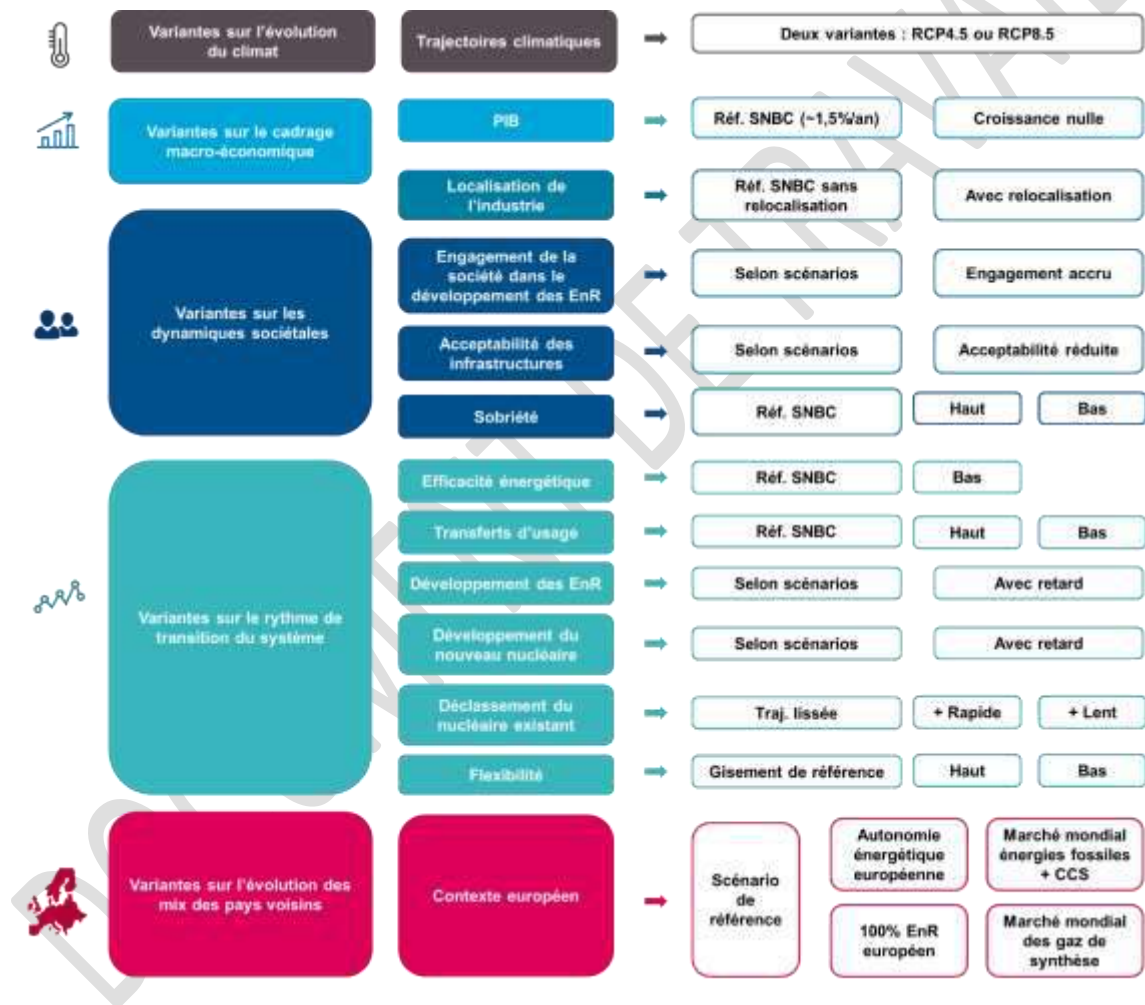 Variantes sur l'évolution
du climat
Trajectoires climatiques
Deux variantes : RCP4.5 ou RCP8.5
Variantes sur le cadrage
macro-économique
PIB
Réf. SNBC (~1,5%/an)
Croissance nulle
Localisation de
l'industrie
Réf. SNBC sans
relocalisation
Avec relocalisation
Variantes sur les
dynamiques sociétales
Engagement de la
société dans le
développement des EnR
Selon scénarios
Engagement accru
Acceptabilité des
infrastructures
Selon scénarios
Acceptabilité réduite
Sobriété
Réf. SNBC
Haut
Bas
Variantes sur le rythme de
transition du système
Efficacité énergétique
Réf. SNBC
Bas
Transferts d'usage
Réf. SNBC
Haut
Bas
Développement des EnR
Selon scénarios
Avec retard
Développement du
nouveau nucléaire
Selon scénarios
Avec retard
Déclassement du
nucléaire existant
Traj. lissée
+ Rapide
+ Lent
Flexibilité
Gisement de référence
Haut
Bas
Variantes sur l'évolution des
mix des pays voisins
Contexte européen
Scénario
de
référence
Autonomie
énergétique
européenne
Marché mondial
énergies fossiles
+ CCS
100% EnR
européen
Marché mondial
des gaz de
synthèse
DOCUMENT DE TRAVAIL